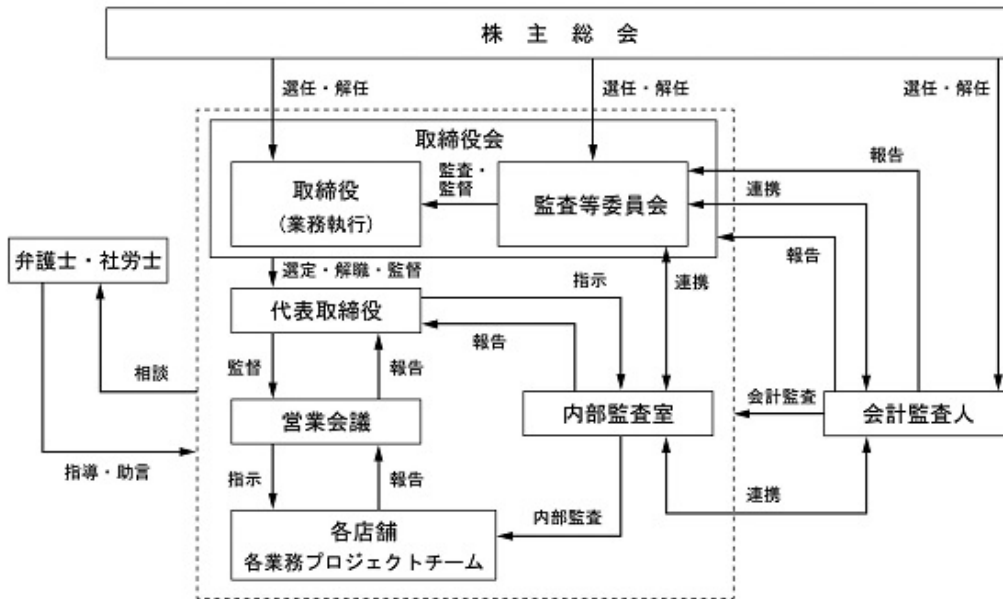 株主総会
選任・解任
選任・解任
選任・解任
取締役会
取締役
(業務執行)
監査・
監督
監査等委員会
報告
連携
報告
弁護士・社労士
選定・解職・監督
指示
連携
代表取締役
報告
監督
報告
相談
営業会議
内部監査室
会計監査
会計監査人
指導・助言
指示
報告
連携
内部監査
各店舗
各業務プロジェクトチーム